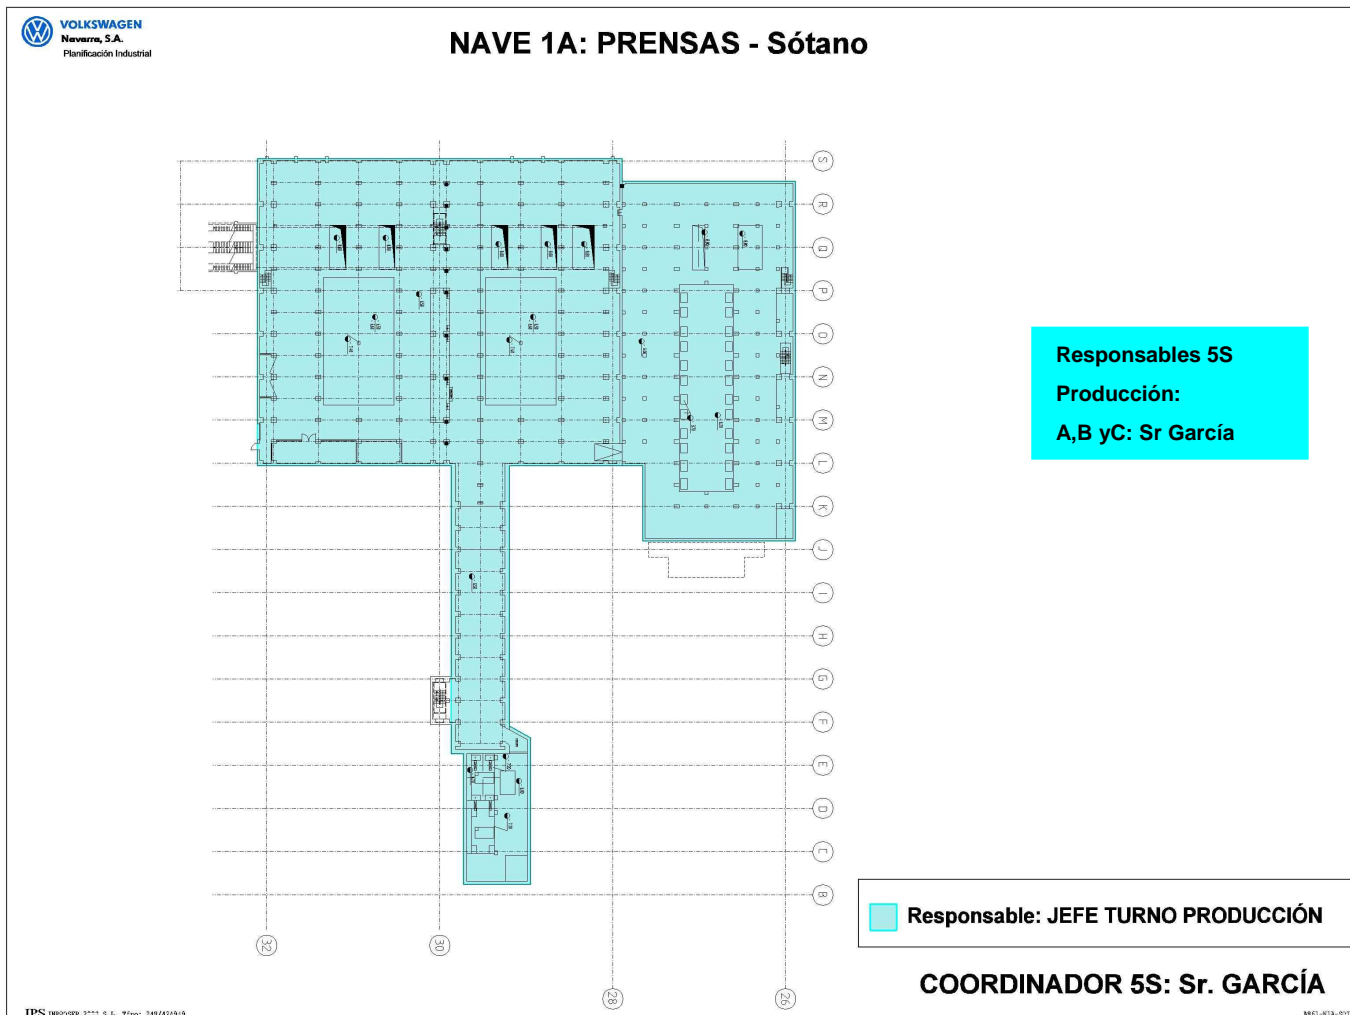 VOLKSWAGEN
Navarra, S.A.
Planificación Industrial
NAVE 1A: PRENSAS - Sótano
S
R
Q
P
O
N
M
L
K
J
I
H
G
F
E
D
C
B
Responsables 5S
Producción:
A,B yC: Sr García
Responsable: JEFE TURNO PRODUCCIÓN
32
30
28
26
COORDINADOR 5S: Sr. GARCÍA
IPS